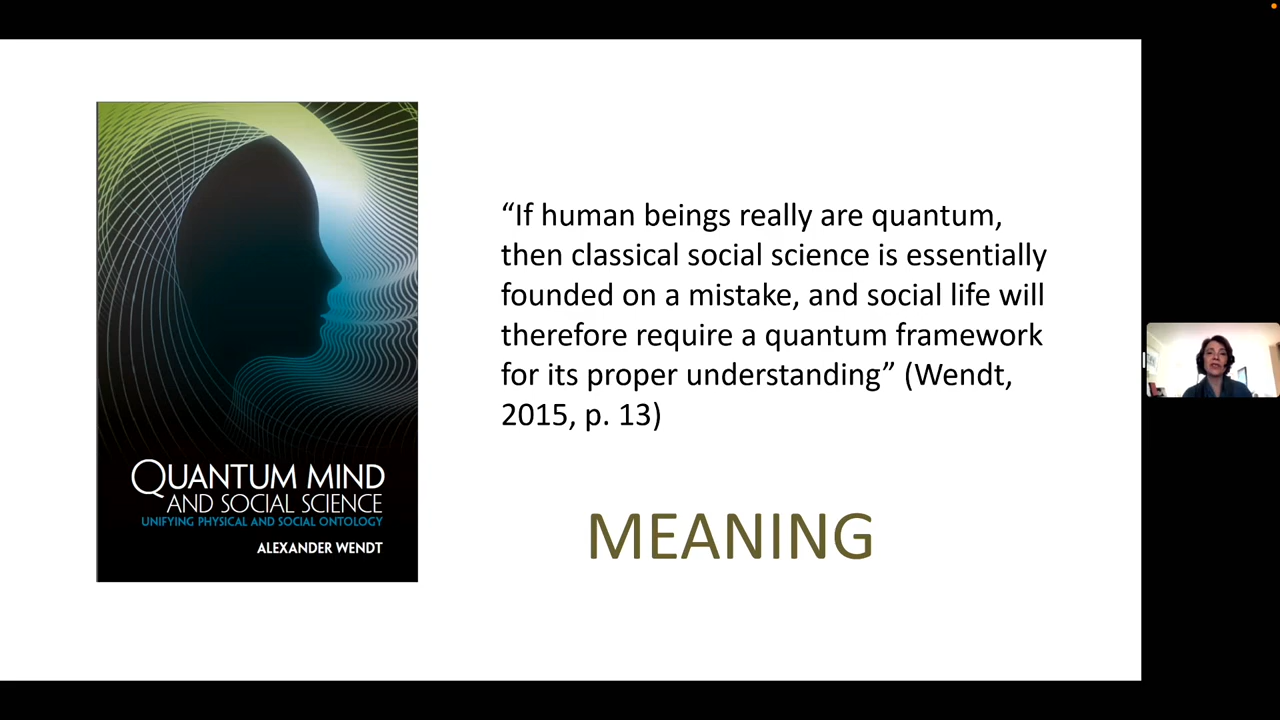 QUANTUM MIND
AND SOCIAL SCIENCE
UNIFYING PHYSICAL AND SOCIAL ONTOLOGY
ALEXANDER WENDT
“If human beings really are quantum,
then classical social science is essentially
founded on a mistake, and social life will
therefore require a quantum framework
for its proper understanding” (Wendt,
2015, p. 13)
MEANING